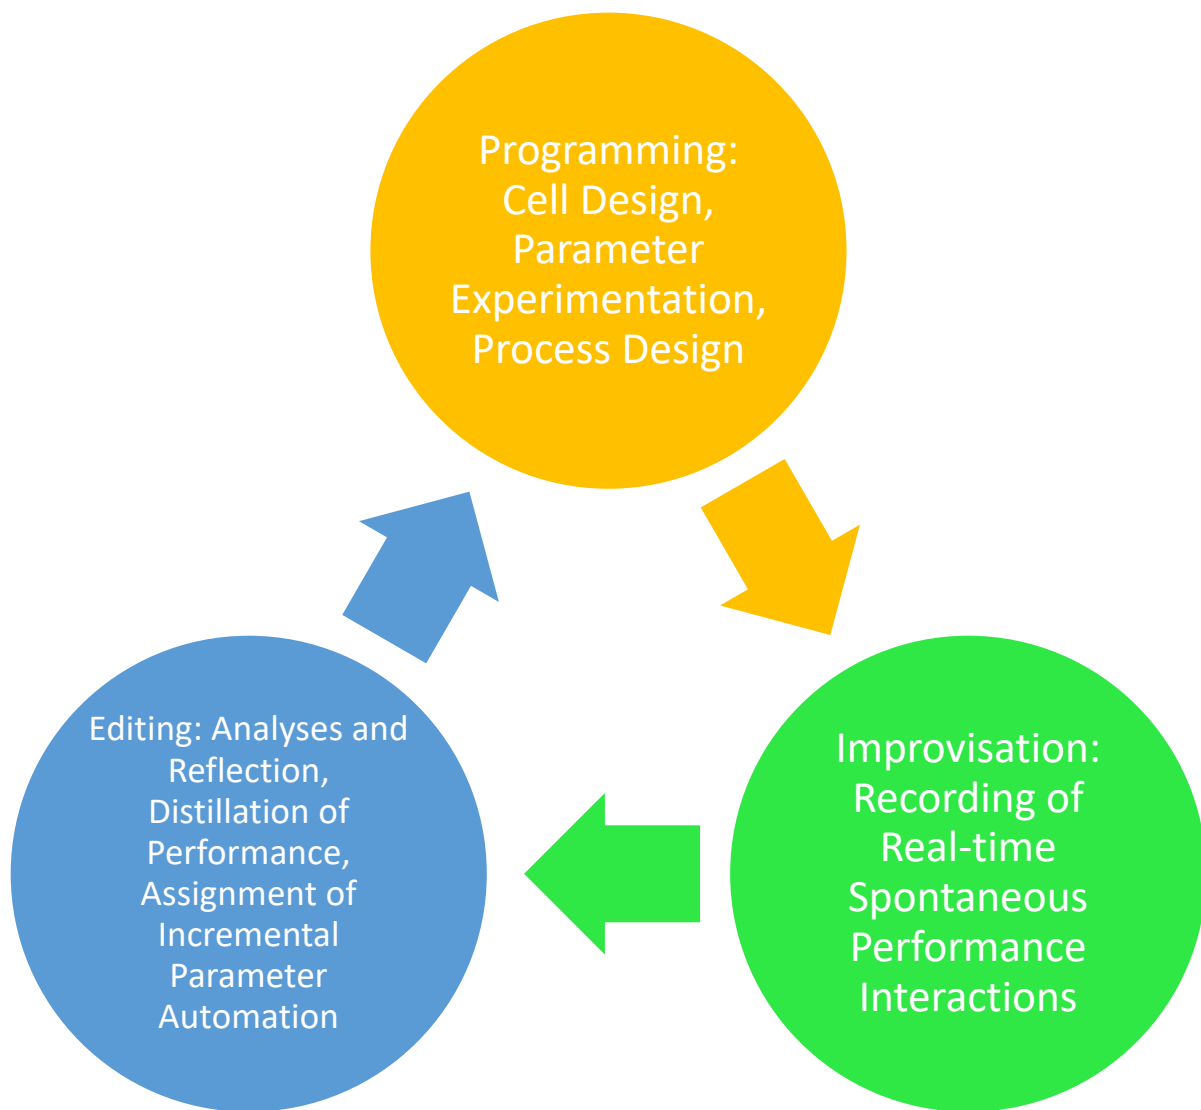 Programming:
Cell Design,
Parameter
Experimentation,
Process Design
Improvisation:
Recording of
Real-time
Spontaneous
Performance
Interactions
Editing: Analyses and
Reflection,
Distillation of
Performance,
Assignment of
Incremental
Parameter
Automation